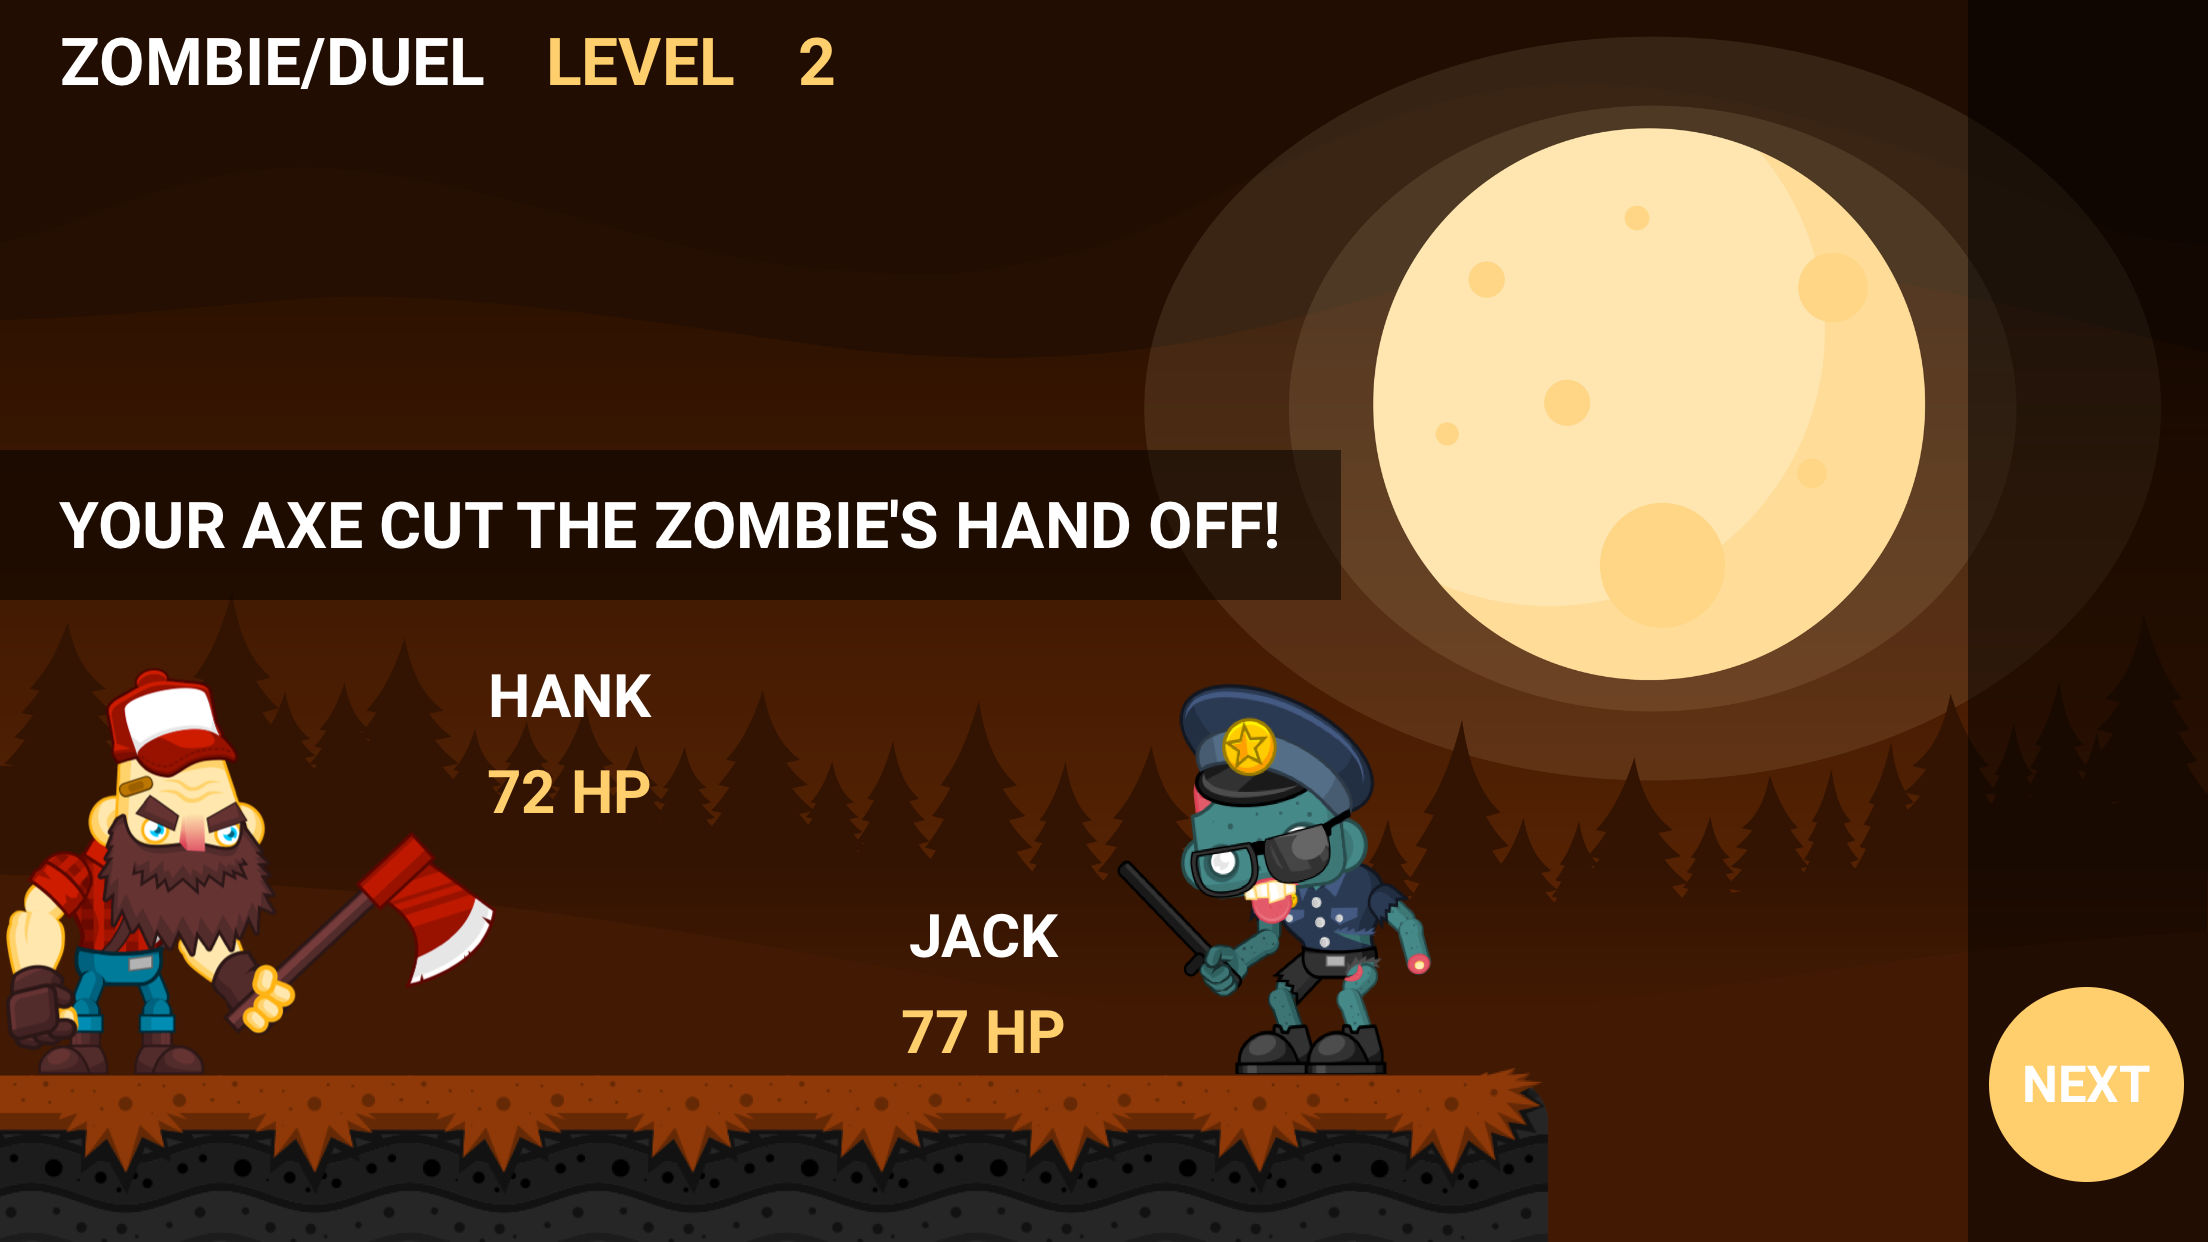 ZOMBIE/DUEL LEVEL 2
YOUR AXE CUT THE ZOMBIE'S HAND OFF!
HANK
72 HP
JACK
77 HP
NEXT